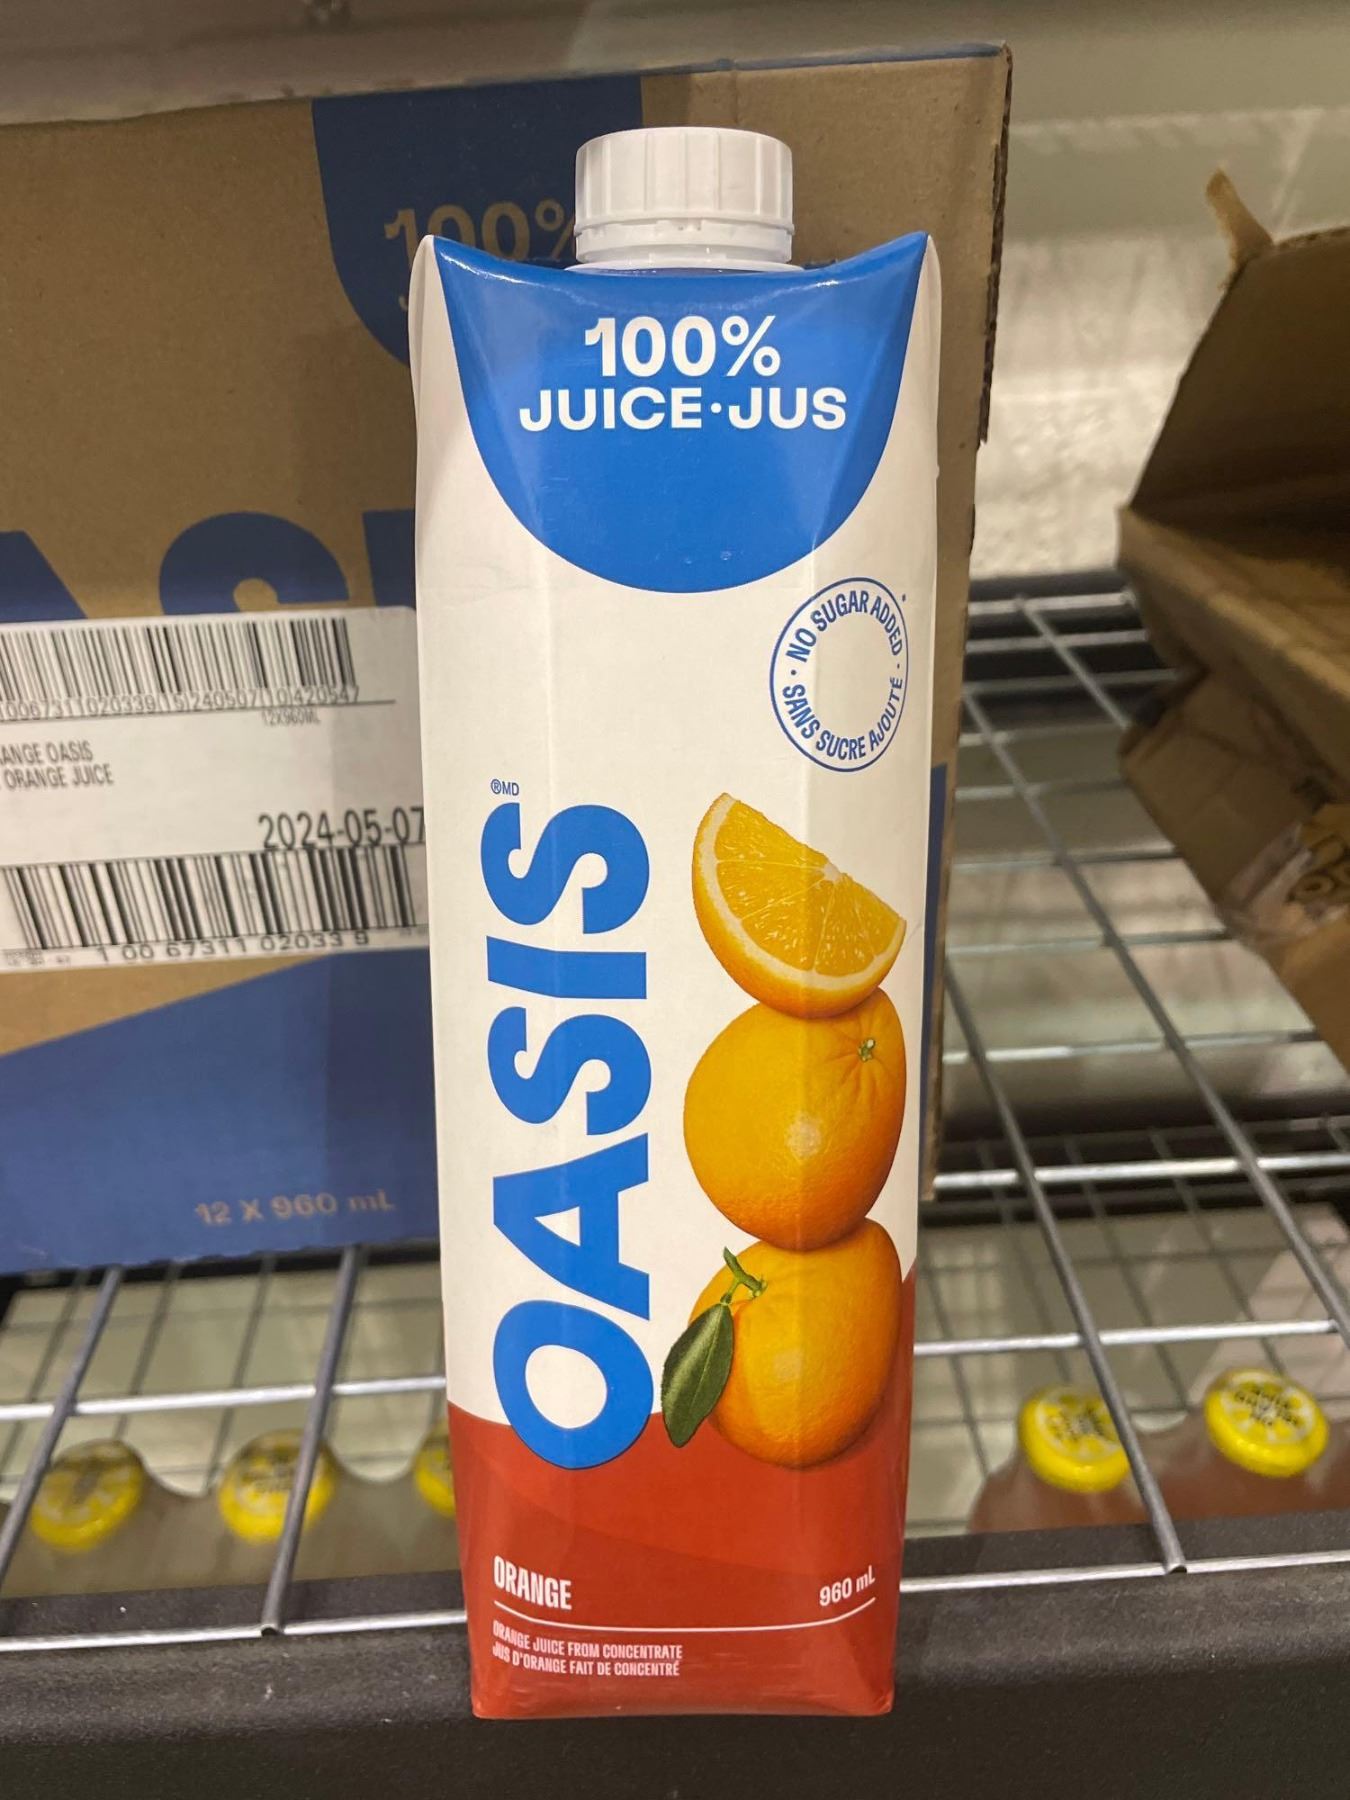 100%
100%
JUICE·JUS
NO SUGAR ADDED
SANS SUCRE AJOUTÉ
OASIS
®MD
ORANGE
960 mL
ORANGE JUICE FROM CONCENTRATE
JUS D'ORANGE FAIT DE CONCENTRÉ
12X960ML
ANGE OASIS
ORANGE JUICE
2024-05-07
1 00 67311 02033 9
12 X 960 mL